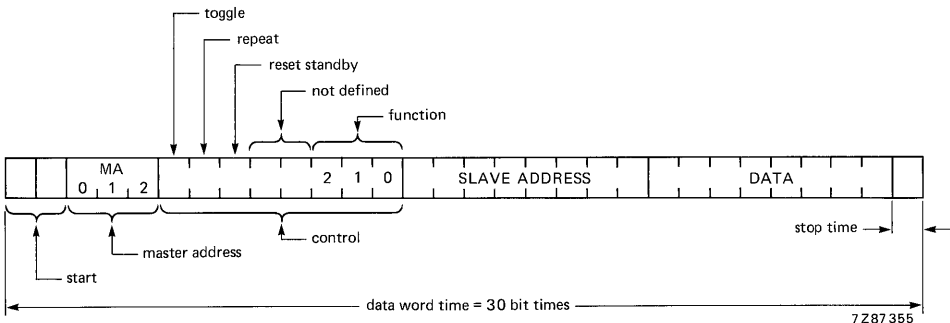 toggle
repeat
reset standby
not defined
function
MA
0 1 2
2 1 0
SLAVE ADDRESS
DATA
stop time
control
master address
start
data word time = 30 bit times
7Z87355